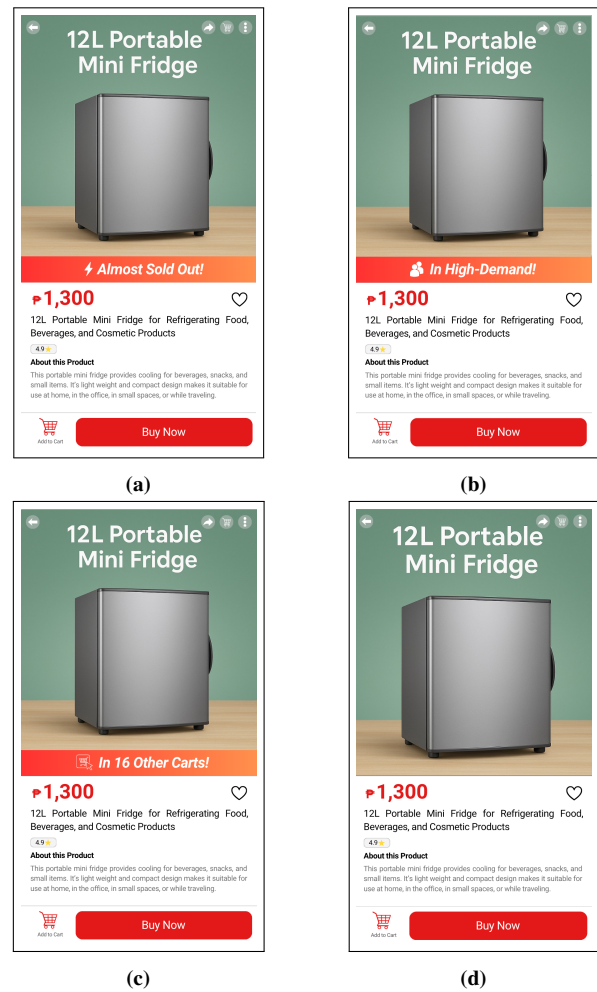 12L Portable
Mini Fridge
Almost Sold Out!
₱1,300
12L Portable Mini Fridge for Refrigerating Food,
Beverages, and Cosmetic Products
4.9
About this Product
This portable mini fridge provides cooling for beverages, snacks, and
small items. It's light weight and compact design makes it suitable for
use at home, in the office, in small spaces, or while traveling.
Add to Cart
Buy Now
(a)
12L Portable
Mini Fridge
In High-Demand!
₱1,300
12L Portable Mini Fridge for Refrigerating Food,
Beverages, and Cosmetic Products
4.9
About this Product
This portable mini fridge provides cooling for beverages, snacks, and
small items. It's light weight and compact design makes it suitable for
use at home, in the office, in small spaces, or while traveling.
Add to Cart
Buy Now
(b)
12L Portable
Mini Fridge
In 16 Other Carts!
₱1,300
12L Portable Mini Fridge for Refrigerating Food,
Beverages, and Cosmetic Products
4.9
About this Product
This portable mini fridge provides cooling for beverages, snacks, and
small items. It's light weight and compact design makes it suitable for
use at home, in the office, in small spaces, or while traveling.
Add to Cart
Buy Now
(c)
12L Portable
Mini Fridge
₱1,300
12L Portable Mini Fridge for Refrigerating Food,
Beverages, and Cosmetic Products
4.9
About this Product
This portable mini fridge provides cooling for beverages, snacks, and
small items. It's light weight and compact design makes it suitable for
use at home, in the office, in small spaces, or while traveling.
Add to Cart
Buy Now
(d)